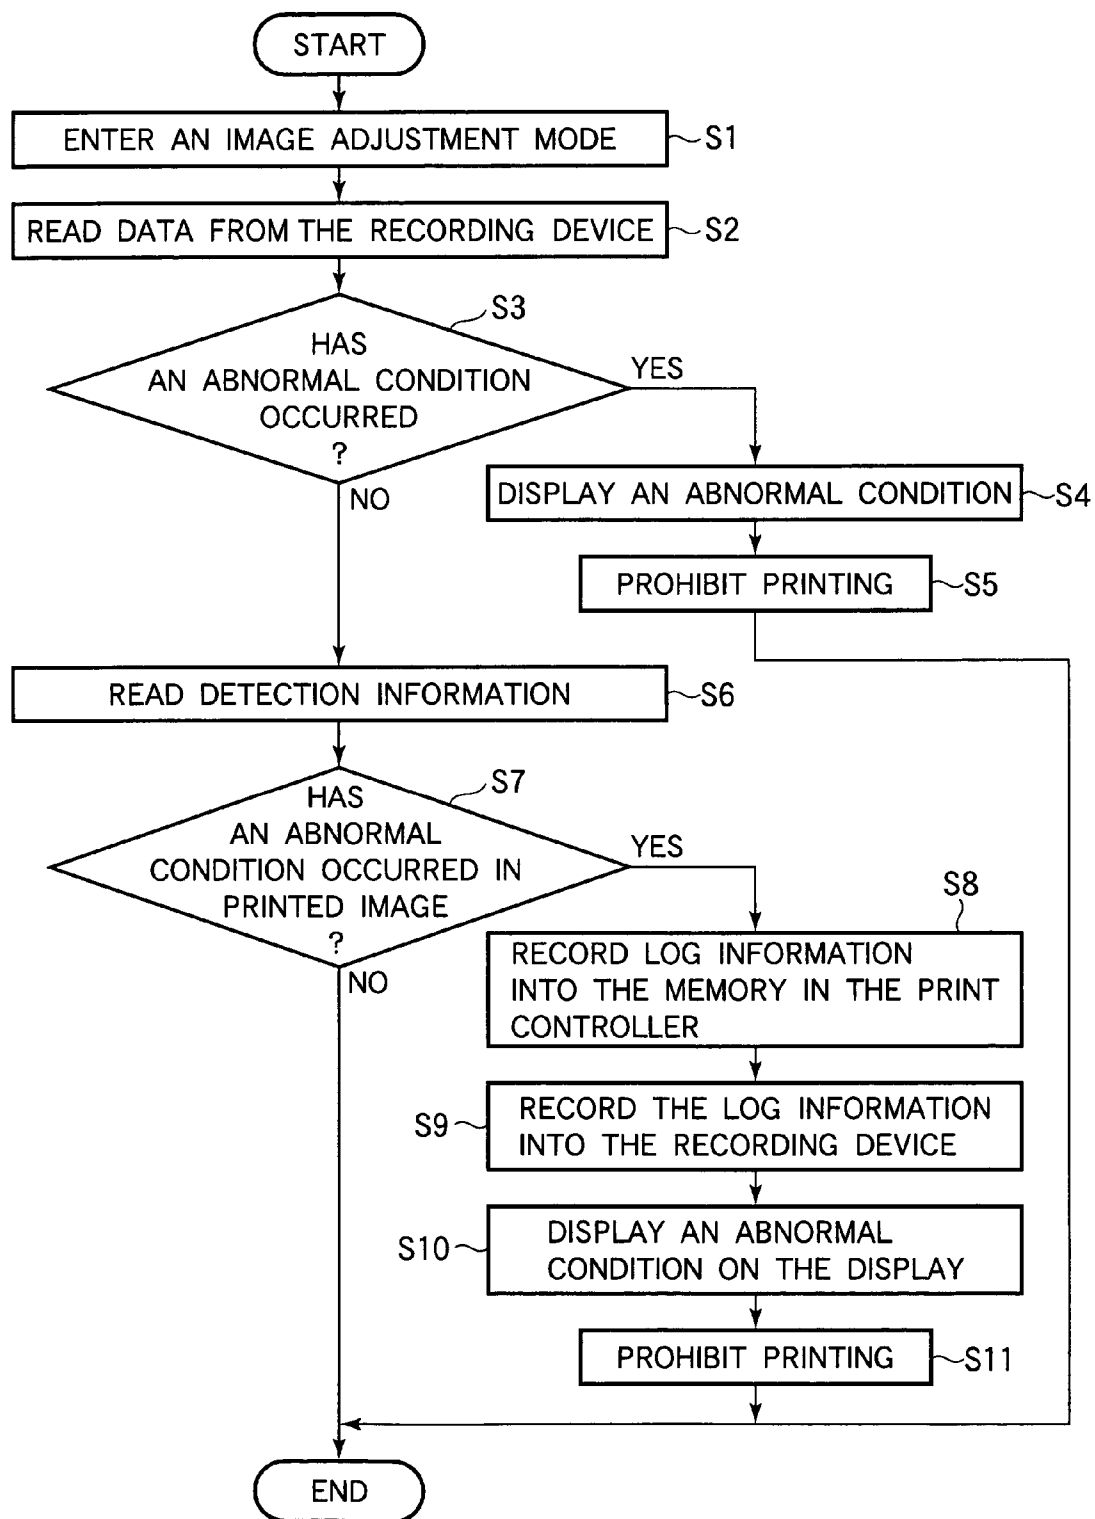 START
ENTER AN IMAGE ADJUSTMENT MODE
S1
READ DATA FROM THE RECORDING DEVICE
S2
S3
HAS
AN ABNORMAL CONDITION
OCCURRED
?
YES
NO
DISPLAY AN ABNORMAL CONDITION
S4
PROHIBIT PRINTING
S5
READ DETECTION INFORMATION
S6
S7
HAS
AN ABNORMAL
CONDITION OCCURRED IN
PRINTED IMAGE
?
YES
NO
S8
RECORD LOG INFORMATION
INTO THE MEMORY IN THE PRINT
CONTROLLER
S9
RECORD THE LOG INFORMATION
INTO THE RECORDING DEVICE
S10
DISPLAY AN ABNORMAL
CONDITION ON THE DISPLAY
PROHIBIT PRINTING
S11
END